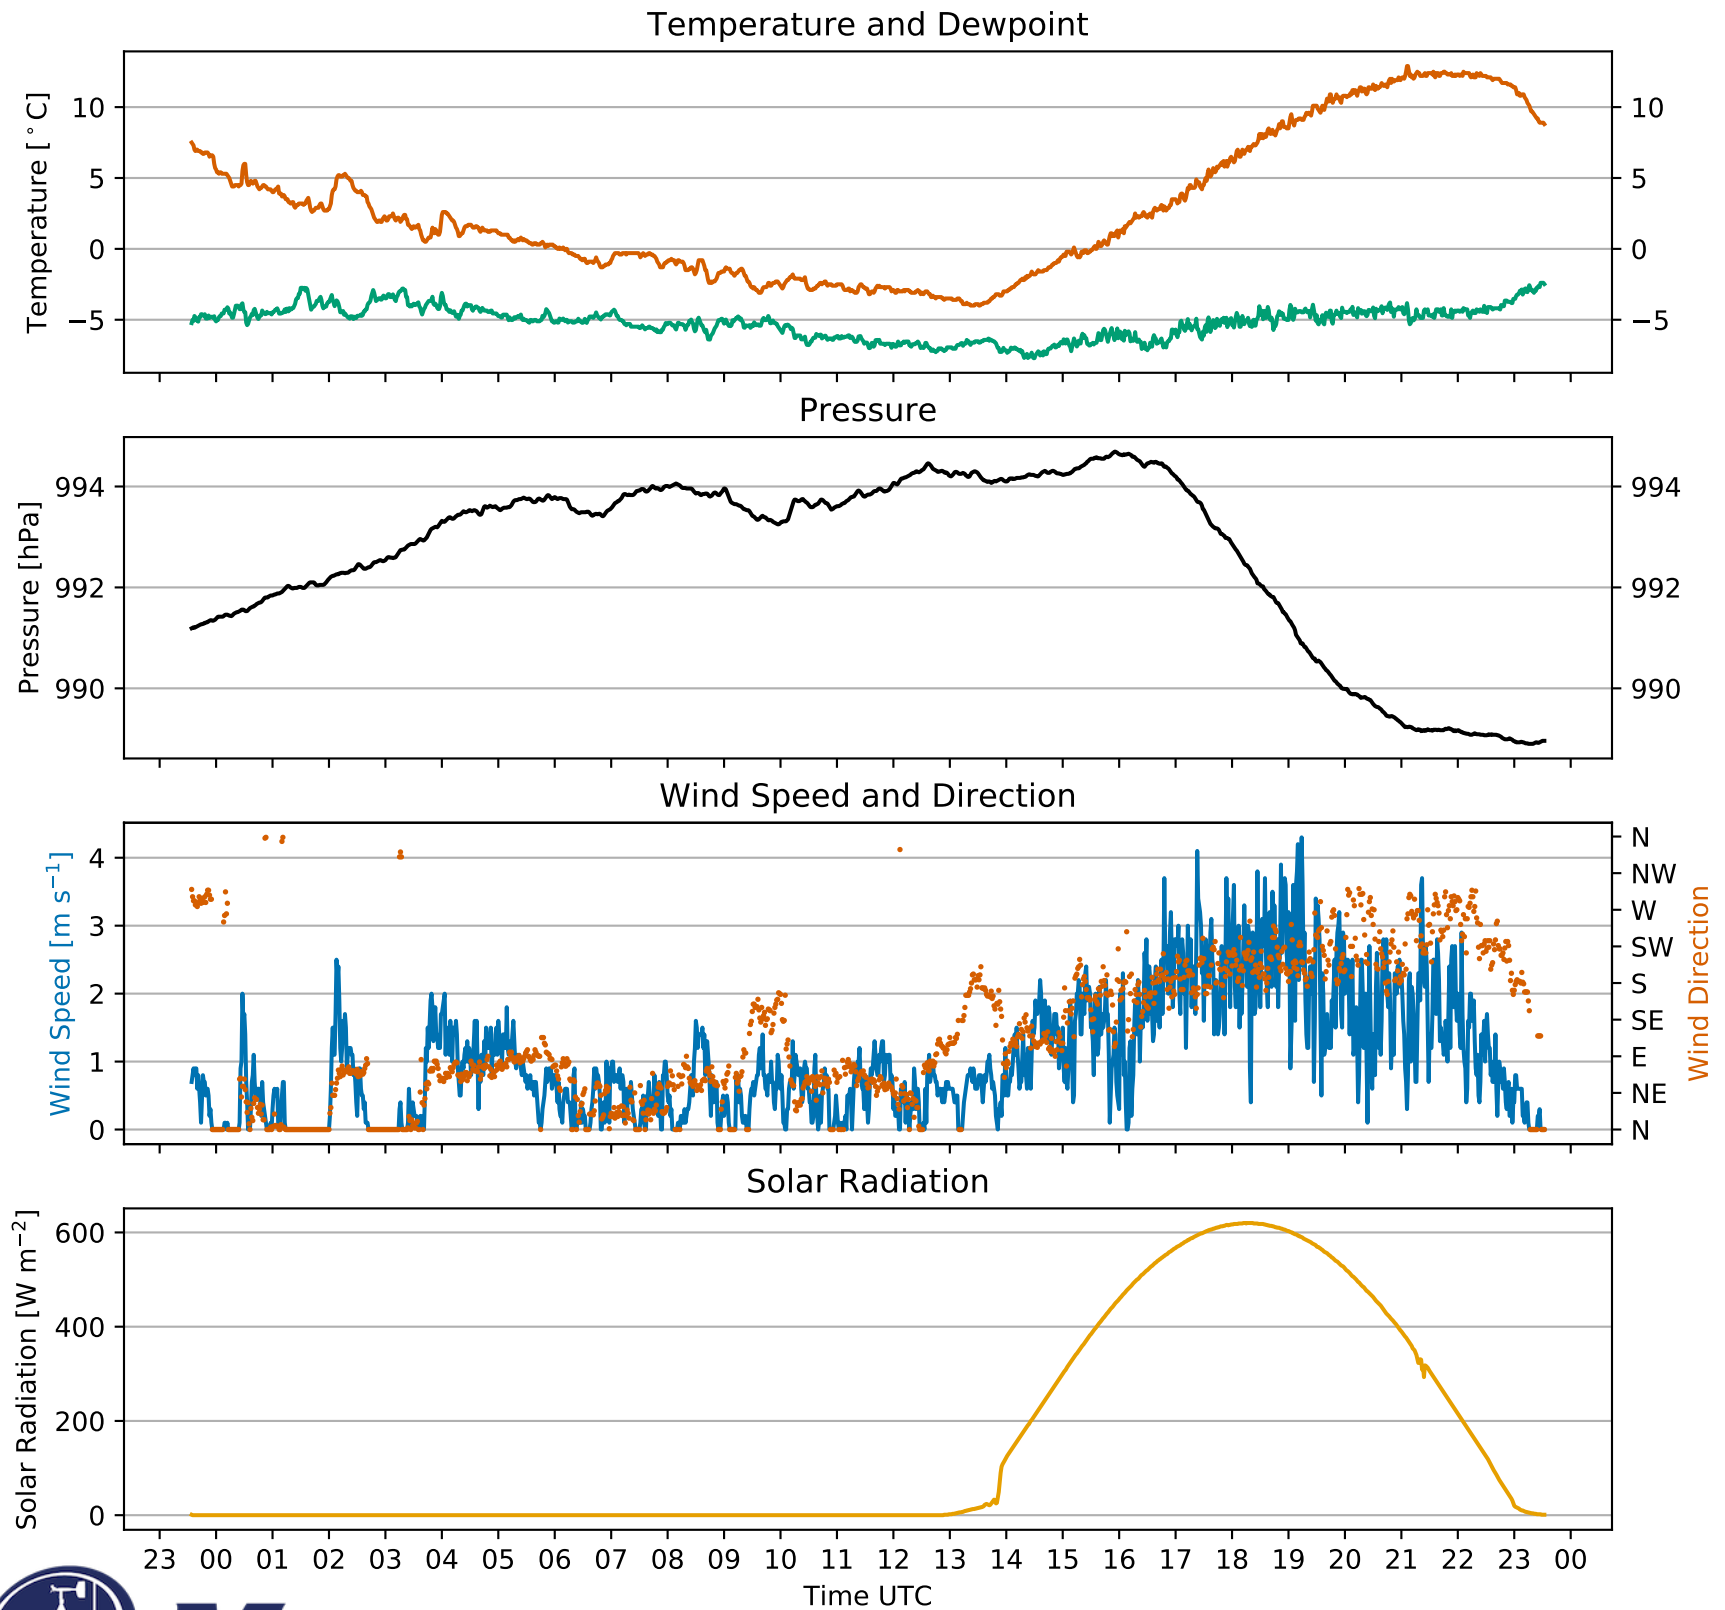 Temperature and Dewpoint
Temperature [°C]
10
5
0
−5
10
5
0
−5
Pressure
Pressure [hPa]
994
992
990
994
992
990
Wind Speed and Direction
Wind Speed [m s⁻¹]
4
3
2
1
0
N
NW
W
SW
S
SE
E
NE
N
Wind Direction
Solar Radiation
Solar Radiation [W m⁻²]
600
400
200
0
23 00 01 02 03 04 05 06 07 08 09 10 11 12 13 14 15 16 17 18 19 20 21 22 23 00
Time UTC